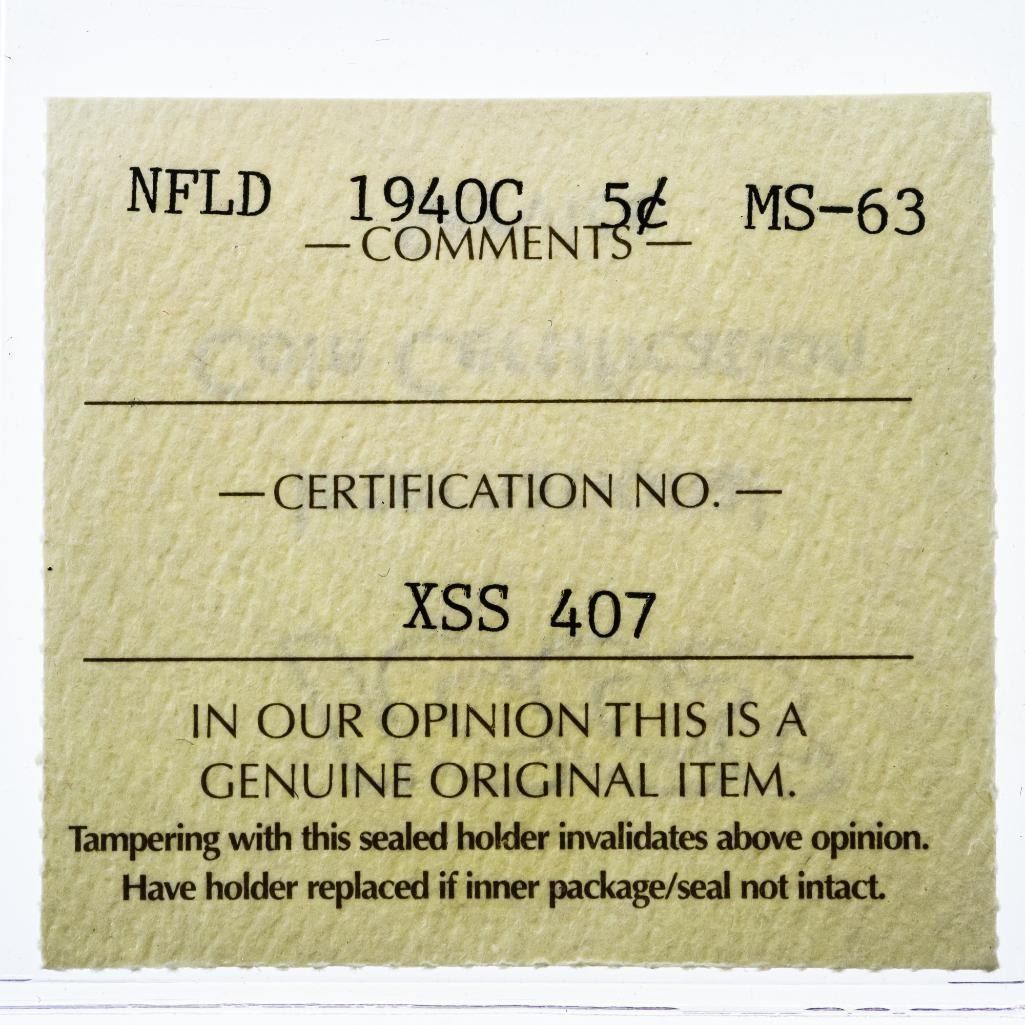 NFLD 1940C 5¢ MS-63
—COMMENTS—
—CERTIFICATION NO.—
XSS 407
IN OUR OPINION THIS IS A
GENUINE ORIGINAL ITEM.
Tampering with this sealed holder invalidates above opinion.
Have holder replaced if inner package/seal not intact.